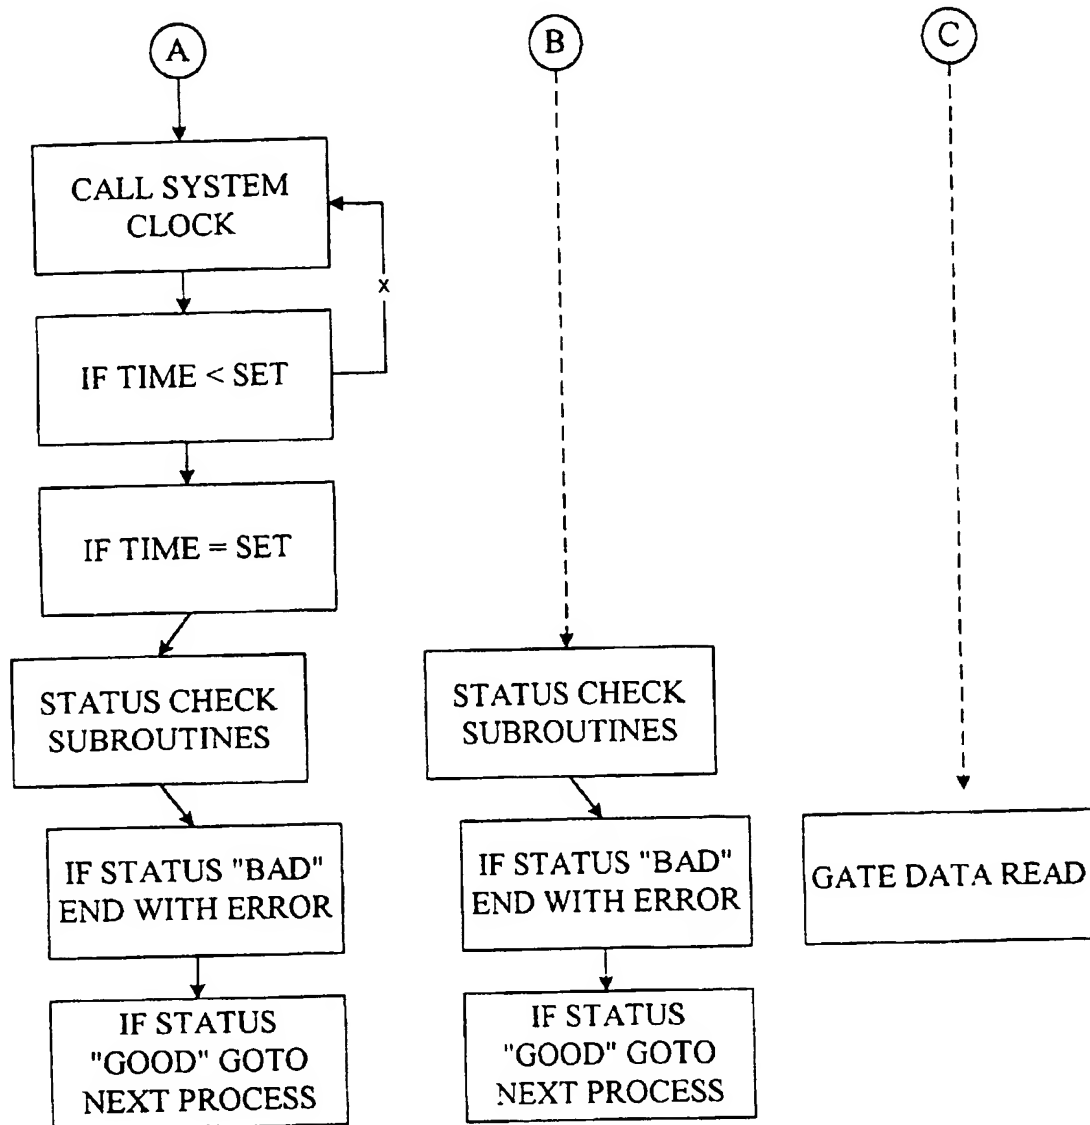 A
CALL SYSTEM
CLOCK
x
IF TIME < SET
IF TIME = SET
STATUS CHECK
SUBROUTINES
IF STATUS "BAD"
END WITH ERROR
IF STATUS
"GOOD" GOTO
NEXT PROCESS
B
STATUS CHECK
SUBROUTINES
IF STATUS "BAD"
END WITH ERROR
IF STATUS
"GOOD" GOTO
NEXT PROCESS
C
GATE DATA READ